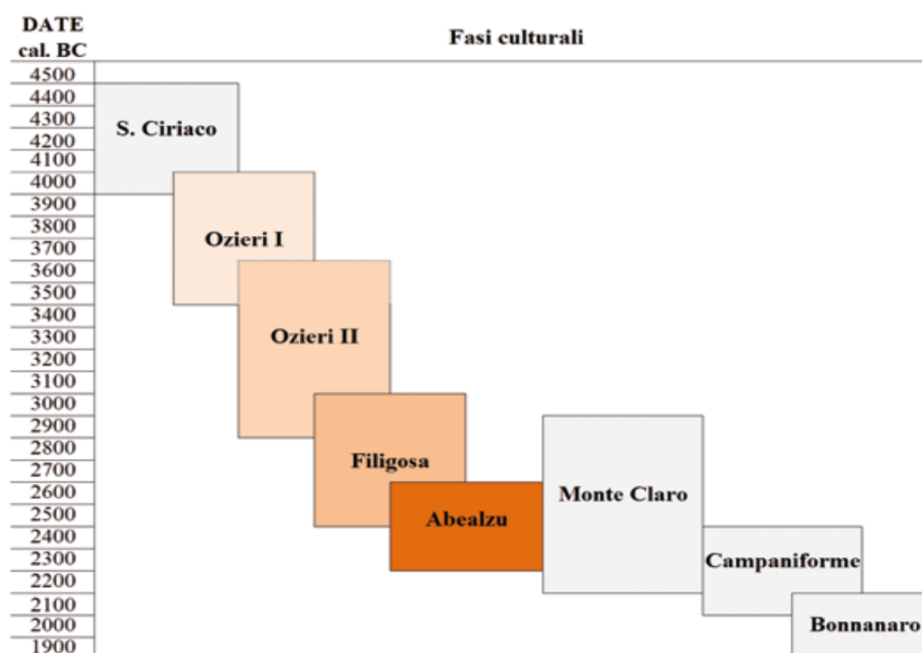 DATE
cal. BC
Fasi culturali
4500
4400
4300
S. Ciriaco
4200
4100
4000
3900
3800
Ozieri I
3700
3600
3500
3400
Ozieri II
3300
3200
3100
3000
2900
2800
Filigosa
2700
2600
Monte Claro
2500
Abealzu
2400
2300
Campaniforme
2200
2100
2000
Bonnanaro
1900